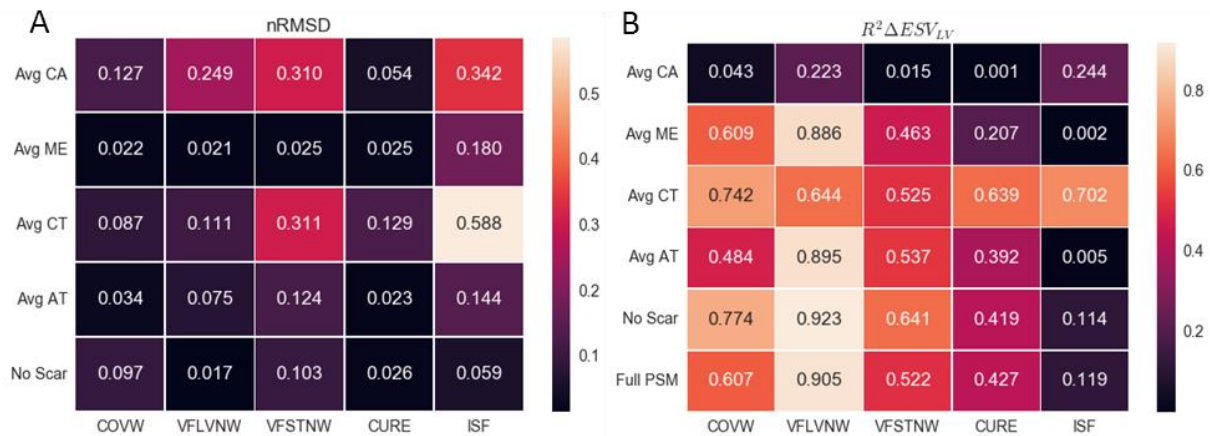 A
nRMSD
Avg CA 0.127 0.249 0.310 0.054 0.342
Avg ME 0.022 0.021 0.025 0.025 0.180
Avg CT 0.087 0.111 0.311 0.129 0.588
Avg AT 0.034 0.075 0.124 0.023 0.144
No Scar 0.097 0.017 0.103 0.026 0.059
COVW VFLVNW VFSTNW CURE ISF
0.5
0.4
0.3
0.2
0.1
B
$R^2 \Delta ESV_{LV}$
Avg CA 0.043 0.223 0.015 0.001 0.244
Avg ME 0.609 0.886 0.463 0.207 0.002
Avg CT 0.742 0.644 0.525 0.639 0.702
Avg AT 0.484 0.895 0.537 0.392 0.005
No Scar 0.774 0.923 0.641 0.419 0.114
Full PSM 0.607 0.905 0.522 0.427 0.119
COVW VFLVNW VFSTNW CURE ISF
0.8
0.6
0.4
0.2